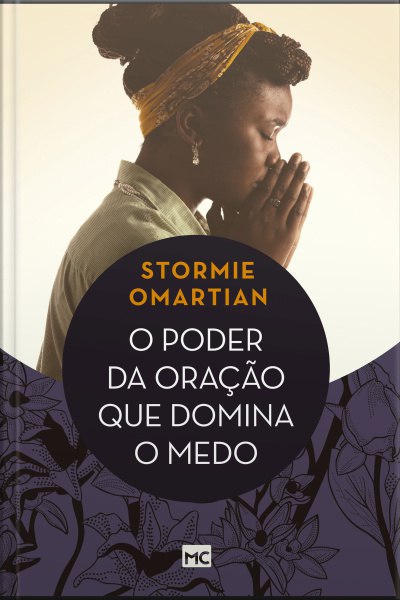 STORMIE
OMARTIAN
O PODER
DA ORAÇÃO
QUE DOMINA
O MEDO
MC